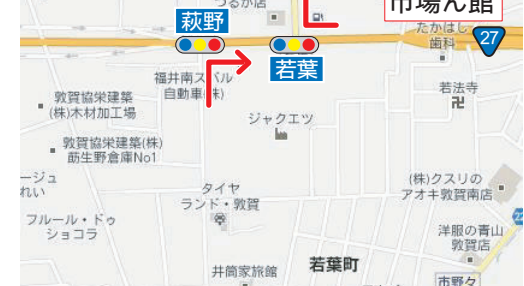 つるが店
市場ん館
萩野
若葉
たかはし
歯科
27
福井南スバル
自動車(株)
敦賀協栄建築
(株)木材加工場
若法寺
ジャクエツ
敦賀協栄建築(株)
莇生野倉庫No1
ージュ
れい
タイヤ
ランド・敦賀
(株)クスリの
アオキ敦賀南店
フルール・ドゥ
ショコラ
洋服の青山
敦賀店
井筒家旅館
若葉町
市野々